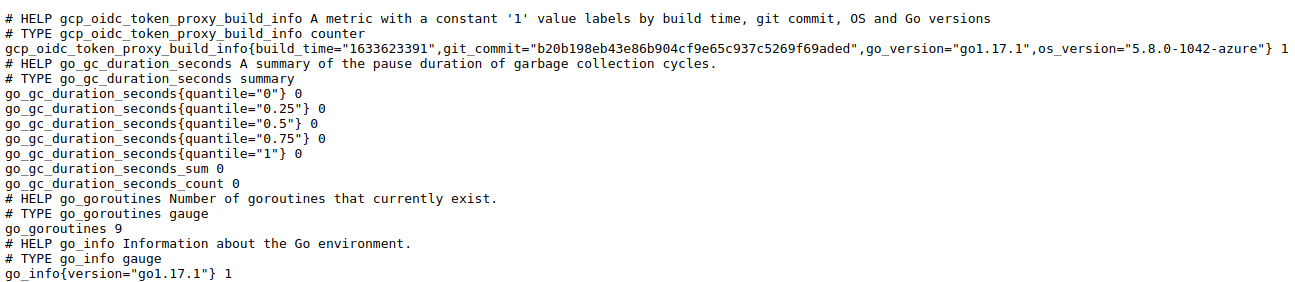 # HELP gcp_oidc_token_proxy_build_info A metric with a constant '1' value labels by build time, git commit, OS and Go versions
# TYPE gcp_oidc_token_proxy_build_info counter
gcp_oidc_token_proxy_build_info{build_time="1633623391",git_commit="b20b198eb43e86b904cf9e65c937c5269f69aded",go_version="go1.17.1",os_version="5.8.0-1042-azure"} 1
# HELP go_gc_duration_seconds A summary of the pause duration of garbage collection cycles.
# TYPE go_gc_duration_seconds summary
go_gc_duration_seconds{quantile="0"} 0
go_gc_duration_seconds{quantile="0.25"} 0
go_gc_duration_seconds{quantile="0.5"} 0
go_gc_duration_seconds{quantile="0.75"} 0
go_gc_duration_seconds{quantile="1"} 0
go_gc_duration_seconds_sum 0
go_gc_duration_seconds_count 0
# HELP go_goroutines Number of goroutines that currently exist.
# TYPE go_goroutines gauge
go_goroutines 9
# HELP go_info Information about the Go environment.
# TYPE go_info gauge
go_info{version="go1.17.1"} 1